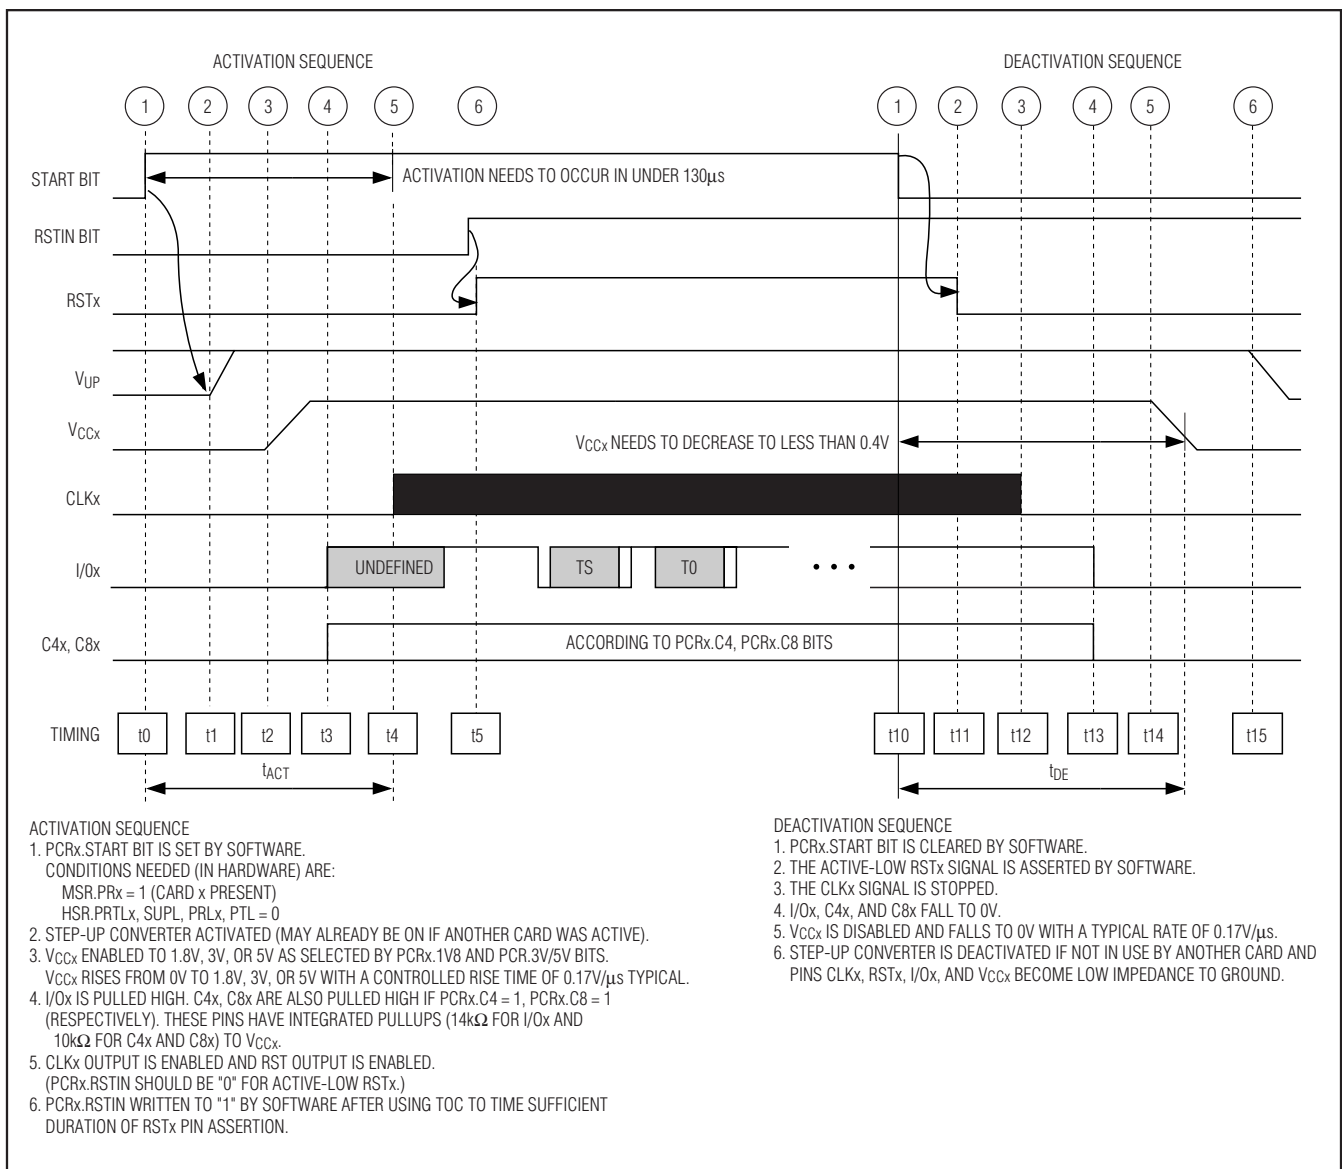 ACTIVATION SEQUENCE
DEACTIVATION SEQUENCE
1 2 3 4 5 6 1 2 3 4 5 6
START BIT
ACTIVATION NEEDS TO OCCUR IN UNDER 130μs
RSTIN BIT
RSTx
VUP
VCCx
VCCx NEEDS TO DECREASE TO LESS THAN 0.4V
CLKx
I/Ox
UNDEFINED TS T0 • • •
C4x, C8x
ACCORDING TO PCRx.C4, PCRx.C8 BITS
TIMING t0 t1 t2 t3 t4 t5 t10 t11 t12 t13 t14 t15
tACT
tDE
ACTIVATION SEQUENCE
1. PCRx.START BIT IS SET BY SOFTWARE.
CONDITIONS NEEDED (IN HARDWARE) ARE:
MSR.PRx = 1 (CARD x PRESENT)
HSR.PRTLx, SUPL, PRLx, PTL = 0
2. STEP-UP CONVERTER ACTIVATED (MAY ALREADY BE ON IF ANOTHER CARD WAS ACTIVE).
3. VCCx ENABLED TO 1.8V, 3V, OR 5V AS SELECTED BY PCRx.1V8 AND PCR.3V/5V BITS.
VCCx RISES FROM 0V TO 1.8V, 3V, OR 5V WITH A CONTROLLED RISE TIME OF 0.17V/μs TYPICAL.
4. I/Ox IS PULLED HIGH. C4x, C8x ARE ALSO PULLED HIGH IF PCRx.C4 = 1, PCRx.C8 = 1
(RESPECTIVELY). THESE PINS HAVE INTEGRATED PULLUPS (14kΩ FOR I/Ox AND
10kΩ FOR C4x AND C8x) TO VCCx.
5. CLKx OUTPUT IS ENABLED AND RST OUTPUT IS ENABLED.
(PCRx.RSTIN SHOULD BE "0" FOR ACTIVE-LOW RSTx.)
6. PCRx.RSTIN WRITTEN TO "1" BY SOFTWARE AFTER USING TOC TO TIME SUFFICIENT
DURATION OF RSTx PIN ASSERTION.
DEACTIVATION SEQUENCE
1. PCRx.START BIT IS CLEARED BY SOFTWARE.
2. THE ACTIVE-LOW RSTx SIGNAL IS ASSERTED BY SOFTWARE.
3. THE CLKx SIGNAL IS STOPPED.
4. I/Ox, C4x, AND C8x FALL TO 0V.
5. VCCx IS DISABLED AND FALLS TO 0V WITH A TYPICAL RATE OF 0.17V/μs.
6. STEP-UP CONVERTER IS DEACTIVATED IF NOT IN USE BY ANOTHER CARD AND
PINS CLKx, RSTx, I/Ox, AND VCCx BECOME LOW IMPEDANCE TO GROUND.